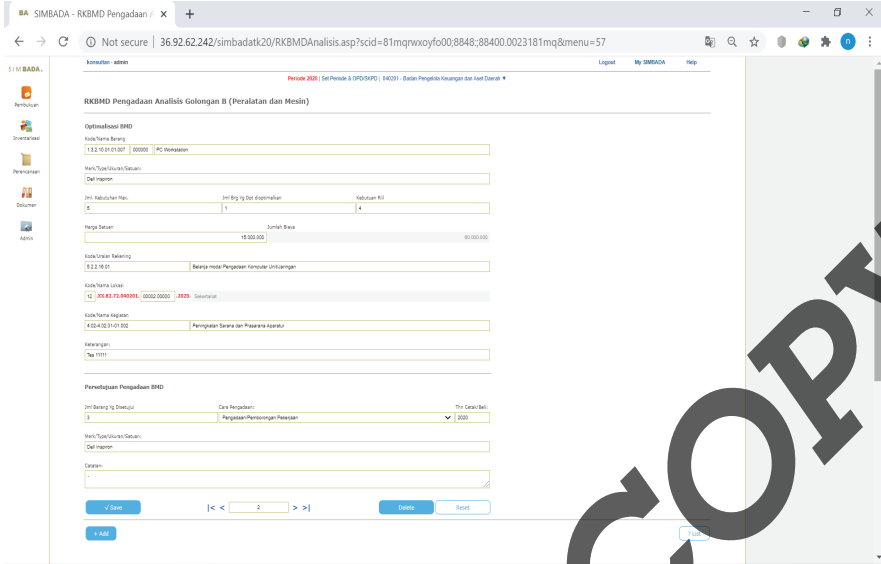 BA SIMBADA - RKBMD Pengadaan A × +
Not secure | 36.92.62.242/simbadatk20/RKBMDAnalisis.asp?scid=81mqrwxoyfo00;8848;;88400.0023181mq&menu=57 n
SIMBADA.
konsultan - admin Logout My SIMBADA Help
Periode 2020 | Set Periode & OPD/SKPD | 040201 - Badan Pengelola Keuangan dan Aset Daerah ▼
Pembukuan
Inventarisasi
Perencanaan
Dokumen
Admin
RKBMD Pengadaan Analisis Golongan B (Peralatan dan Mesin)
Optimalisasi BMD
Kode/Nama Barang
1.3.2.10.01.01.007 000000 PC Workstation
Merk/Type/Ukuran/Satuan:
Dell Inspiron
Jml. Kebutuhan Max. Jml Brg Yg Dpt dioptimalkan Kebutuan Riil
5 1 4
Harga Satuan Jumlah Biaya
15.000.000 60.000.000
Kode/Uraian Rekening
5.2.2.16.01 Belanja modal Pengadaan Komputer Unit/Jaringan
Kode/Nama Lokasi
12 .XX.82.72.040201. 00002.00000 .2020. Sekertariat
Kode/Nama Kegiatan
4.02-4.02.01-01.002 Peningkatan Sarana dan Prasarana Aparatur
Keterangan:
Tes 11111
Persetujuan Pengadaan BMD
Jml Barang Yg Disetujui Cara Pengadaan: Thn Cetak/Beli:
3 Pengadaan/Pemborongan Pekerjaan 2020
Merk/Type/Ukuran/Satuan:
Dell Inspiron
Catatan:
-
√ Save |< < 2 > >| Delete Reset
+ Add ? List
COPY